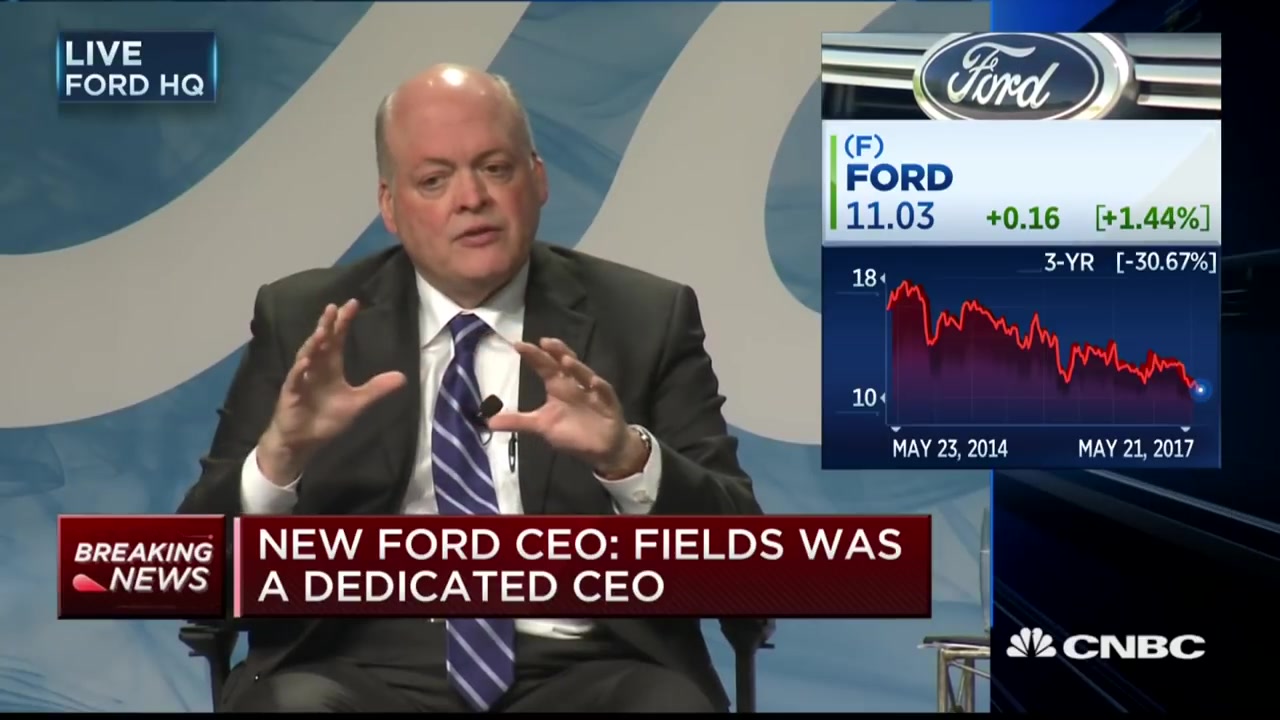 LIVE
FORD HQ
Ford
(F)
FORD
11.03 +0.16 [+1.44%]
3-YR [-30.67%]
18
10
MAY 23, 2014 MAY 21, 2017
BREAKING
NEWS
NEW FORD CEO: FIELDS WAS
A DEDICATED CEO
CNBC